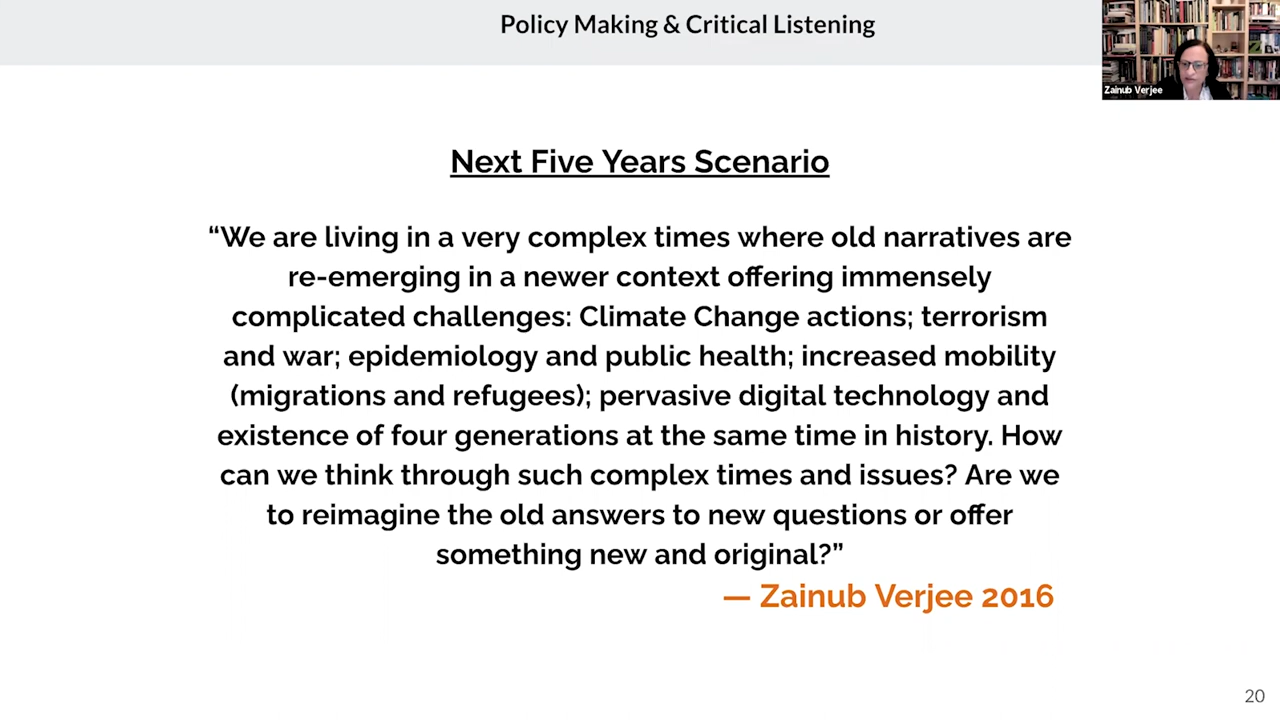 Policy Making & Critical Listening
Zainub Verjee
Next Five Years Scenario
“We are living in a very complex times where old narratives are
re-emerging in a newer context offering immensely
complicated challenges: Climate Change actions; terrorism
and war; epidemiology and public health; increased mobility
(migrations and refugees); pervasive digital technology and
existence of four generations at the same time in history. How
can we think through such complex times and issues? Are we
to reimagine the old answers to new questions or offer
something new and original?”
— Zainub Verjee 2016
20